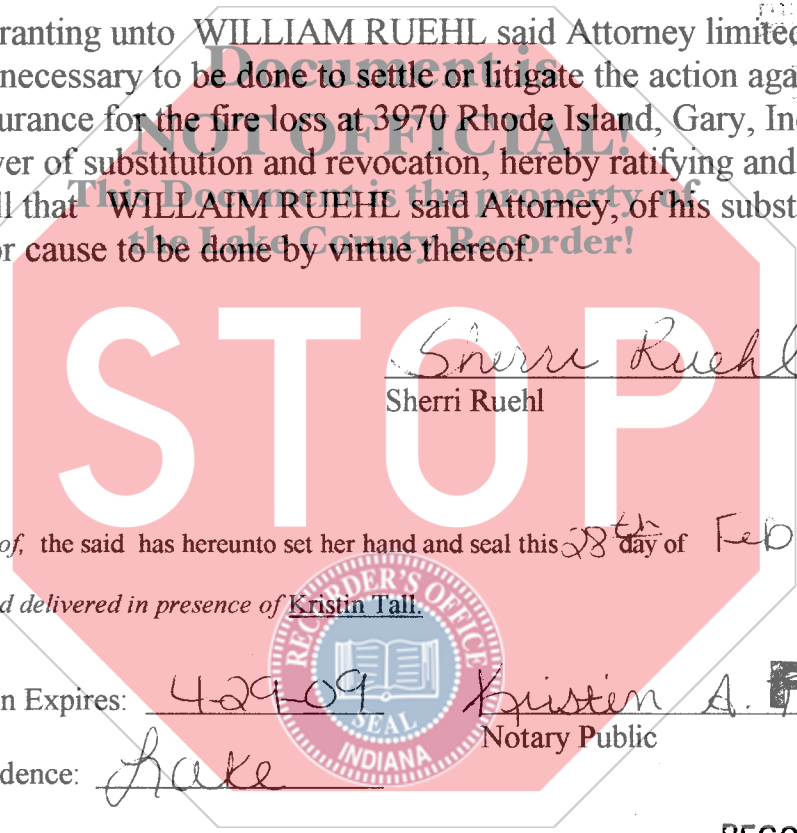 ranting unto WILLIAM RUEHL said Attorney limited
Document is
necessary to be done to settle or litigate the action aga
NOT OFFICIAL!
urance for the fire loss at 3970 Rhode Island, Gary, In
ver of substitution and revocation, hereby ratifying and
This Document is the property of
ll that WILLAIM RUEHL said Attorney, of his subst
the Lake County Recorder!
or cause to be done by virtue thereof.
STOP
Sherri Ruehl
Sherri Ruehl
of, the said has hereunto set her hand and seal this 28th day of Feb
d delivered in presence of Kristin Tall.
RECORDER'S OFFICE
SEAL
INDIANA
n Expires: 4-29-09 Kristen A.
Notary Public
dence: Lake